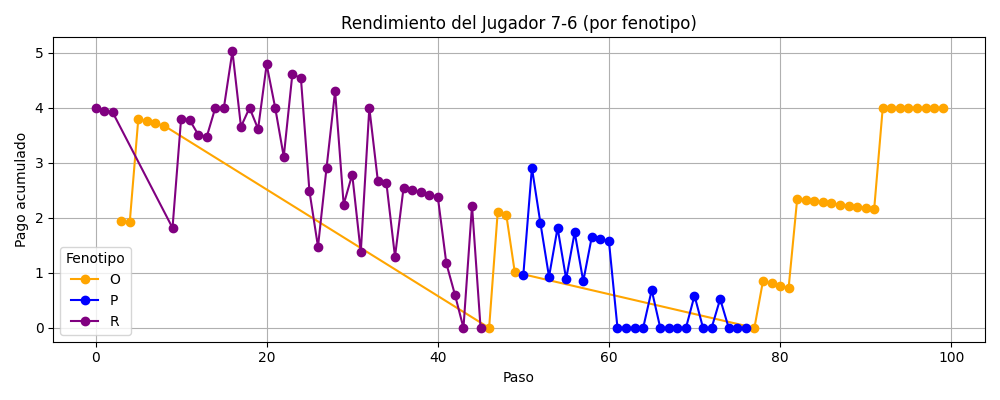 Rendimiento del Jugador 7-6 (por fenotipo)
Pago acumulado
5
4
3
2
1
0
Fenotipo
O
P
R
0 20 40 60 80 100
Paso